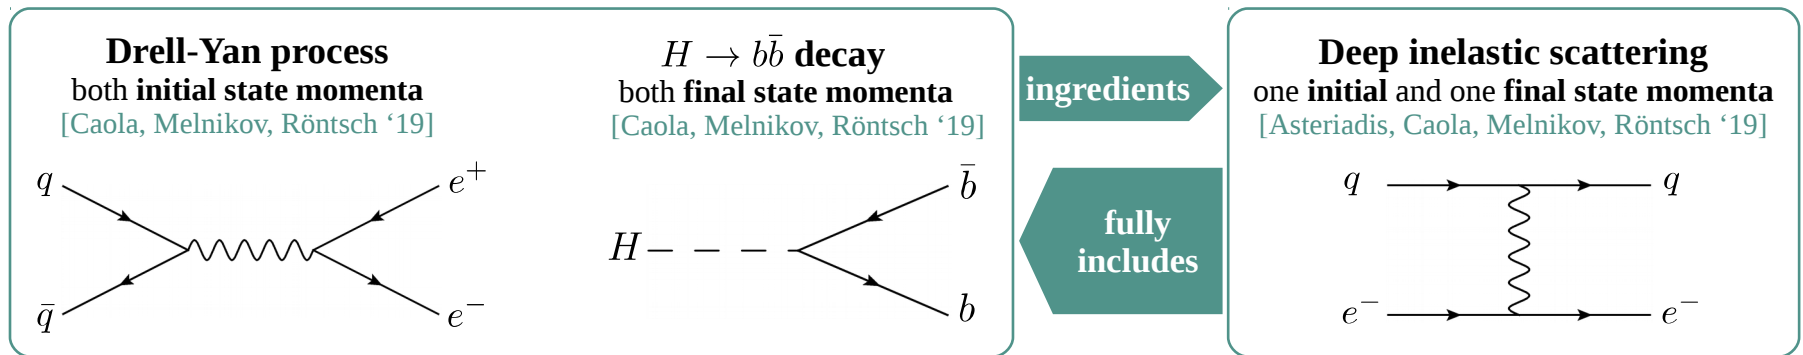 Drell-Yan process
both initial state momenta
[Caola, Melnikov, Röntsch ‘19]
q
q̄
e⁺
e⁻
H → bb̄ decay
both final state momenta
[Caola, Melnikov, Röntsch ‘19]
H
b̄
b
ingredients
fully
includes
Deep inelastic scattering
one initial and one final state momenta
[Asteriadis, Caola, Melnikov, Röntsch ‘19]
q
q
e⁻
e⁻